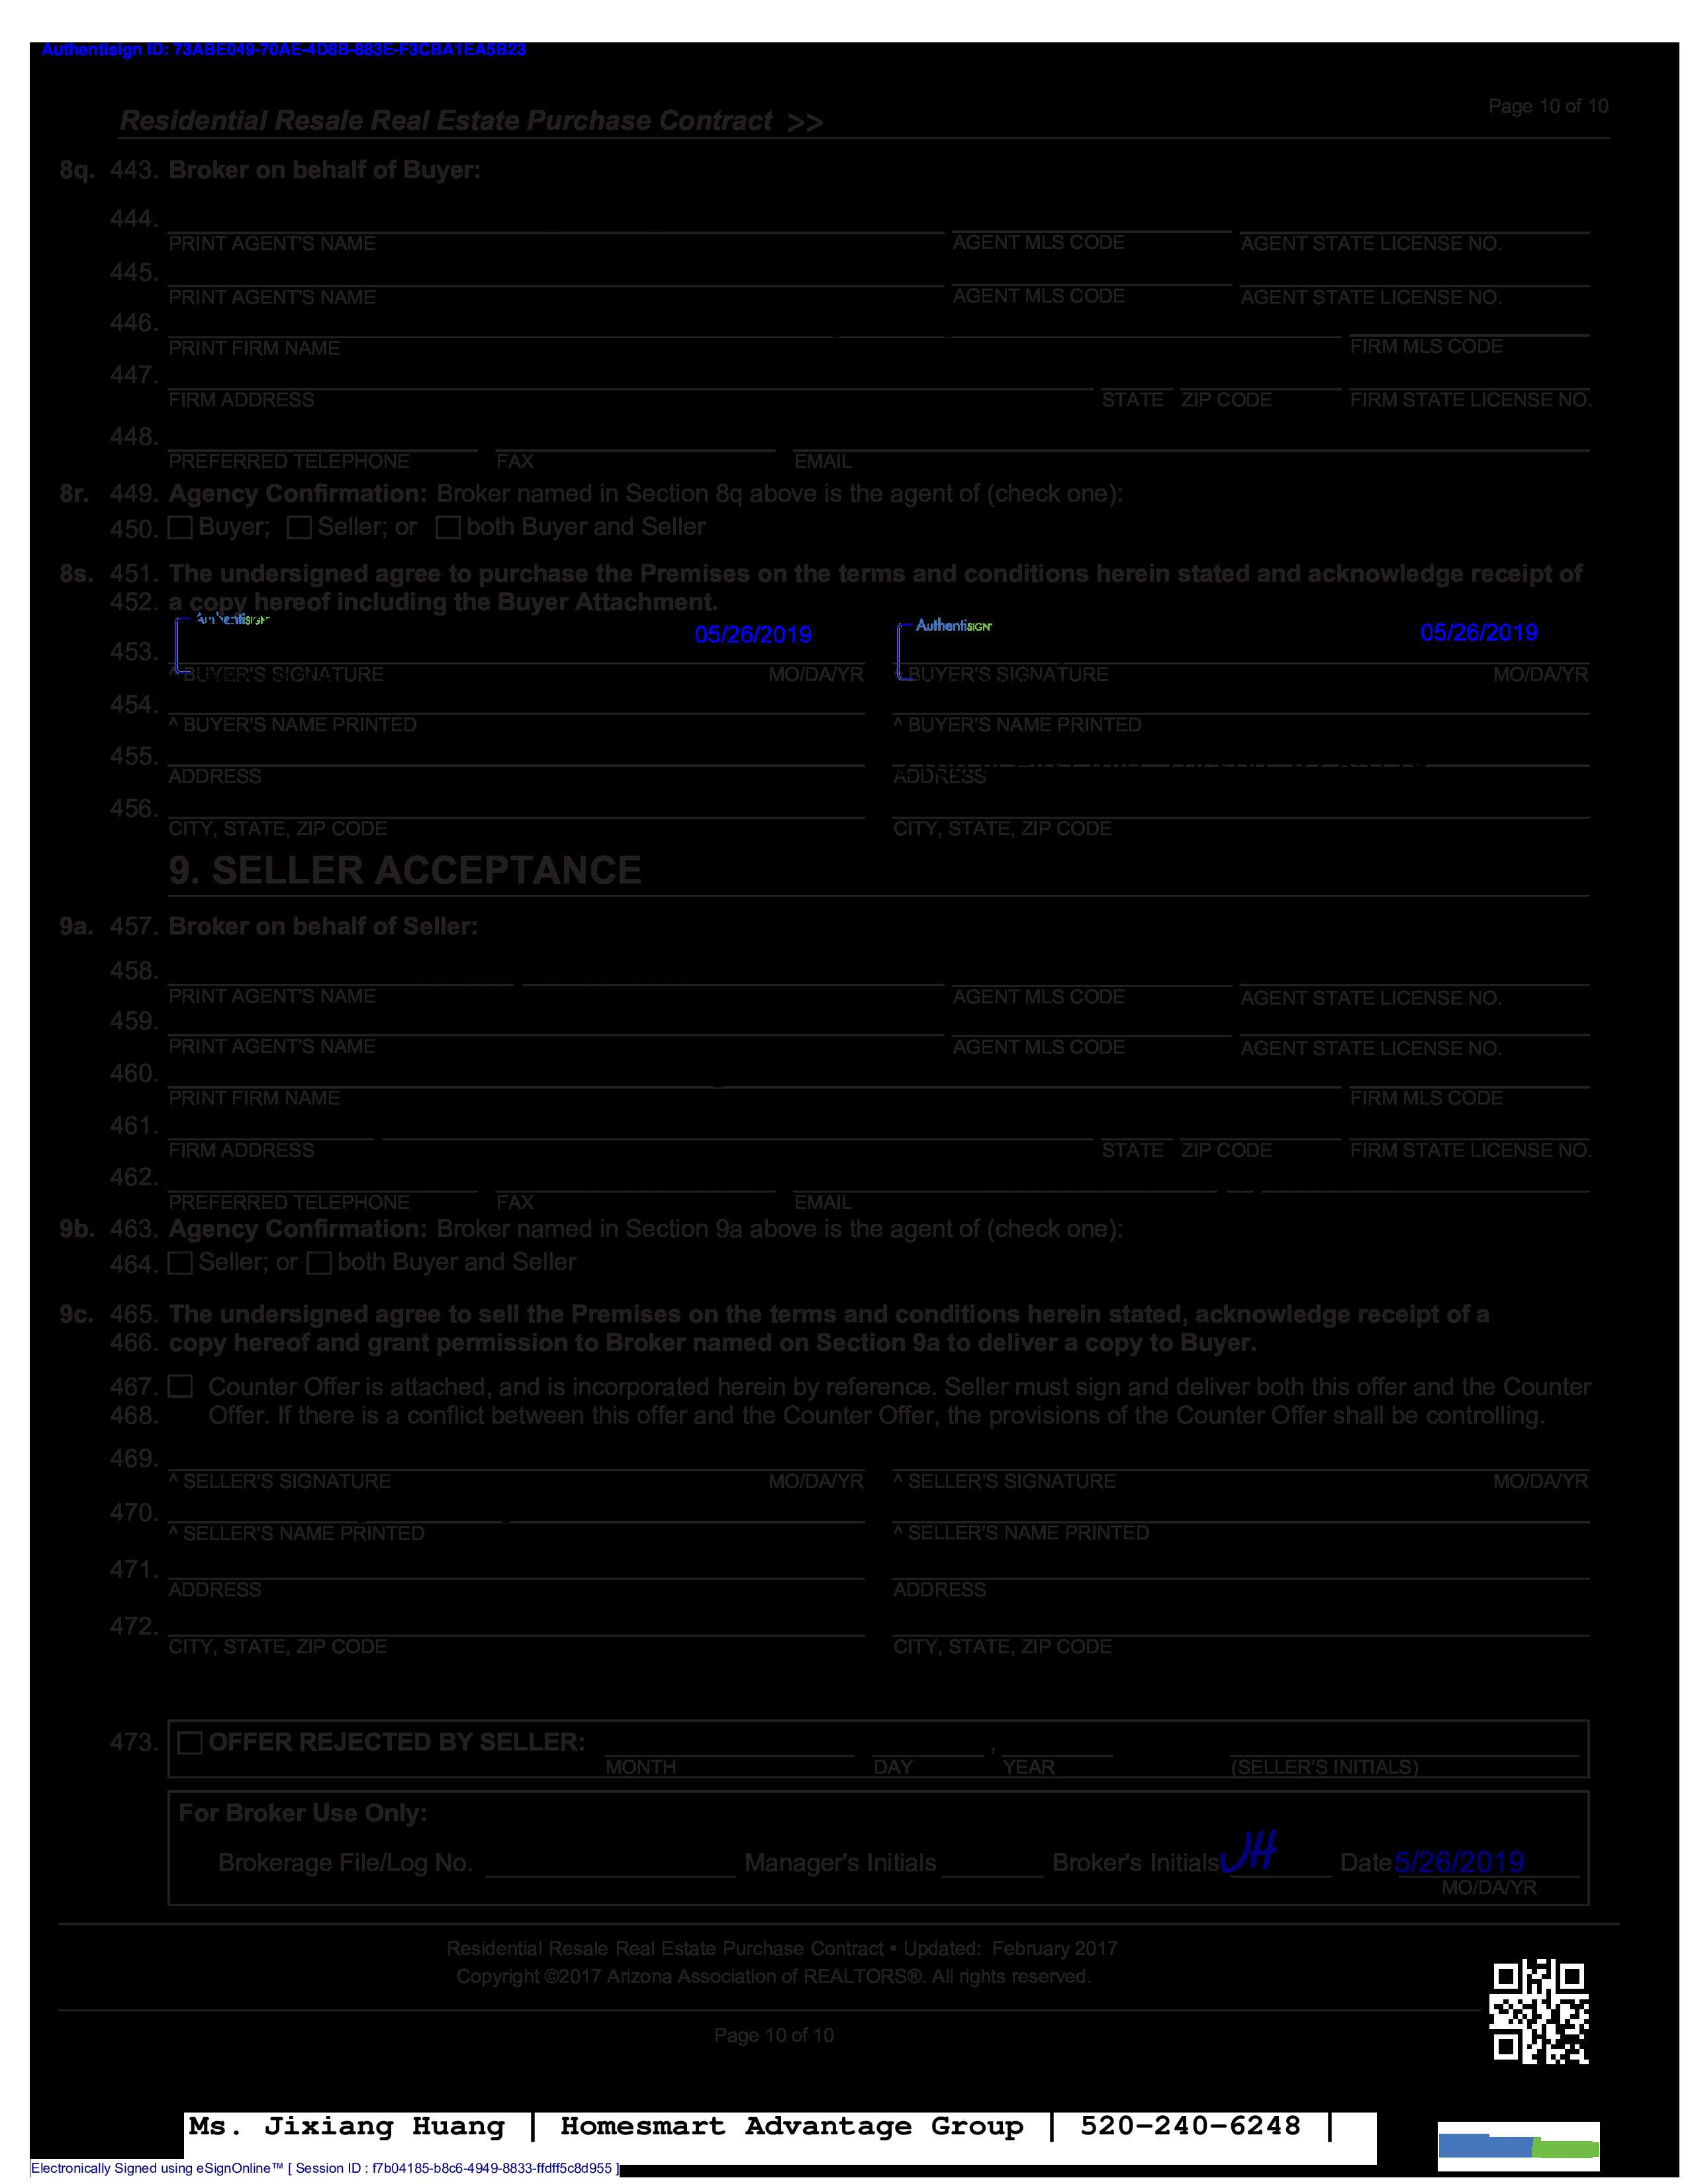 Authentisign ID: 73ABE049-70AE-4D8B-883E-F3CBA1EA5B23
Page 10 of 10
Residential Resale Real Estate Purchase Contract >>
8q. 443. Broker on behalf of Buyer:
444.
PRINT AGENT'S NAME AGENT MLS CODE AGENT STATE LICENSE NO.
445.
PRINT AGENT'S NAME AGENT MLS CODE AGENT STATE LICENSE NO.
446.
PRINT FIRM NAME FIRM MLS CODE
447.
FIRM ADDRESS STATE ZIP CODE FIRM STATE LICENSE NO.
448.
PREFERRED TELEPHONE FAX EMAIL
8r. 449. Agency Confirmation: Broker named in Section 8q above is the agent of (check one):
450. Buyer; Seller; or both Buyer and Seller
8s. 451. The undersigned agree to purchase the Premises on the terms and conditions herein stated and acknowledge receipt of
452. a copy hereof including the Buyer Attachment.
AuthentiSIGN 05/26/2019 AuthentiSIGN 05/26/2019
453.
^ BUYER'S SIGNATURE MO/DA/YR ^ BUYER'S SIGNATURE MO/DA/YR
454.
^ BUYER'S NAME PRINTED ^ BUYER'S NAME PRINTED
455.
ADDRESS ADDRESS
456.
CITY, STATE, ZIP CODE CITY, STATE, ZIP CODE
9. SELLER ACCEPTANCE
9a. 457. Broker on behalf of Seller:
458.
PRINT AGENT'S NAME AGENT MLS CODE AGENT STATE LICENSE NO.
459.
PRINT AGENT'S NAME AGENT MLS CODE AGENT STATE LICENSE NO.
460.
PRINT FIRM NAME FIRM MLS CODE
461.
FIRM ADDRESS STATE ZIP CODE FIRM STATE LICENSE NO.
462.
PREFERRED TELEPHONE FAX EMAIL
9b. 463. Agency Confirmation: Broker named in Section 9a above is the agent of (check one):
464. Seller; or both Buyer and Seller
9c. 465. The undersigned agree to sell the Premises on the terms and conditions herein stated, acknowledge receipt of a
466. copy hereof and grant permission to Broker named on Section 9a to deliver a copy to Buyer.
467. Counter Offer is attached, and is incorporated herein by reference. Seller must sign and deliver both this offer and the Counter
468. Offer. If there is a conflict between this offer and the Counter Offer, the provisions of the Counter Offer shall be controlling.
469.
^ SELLER'S SIGNATURE MO/DA/YR ^ SELLER'S SIGNATURE MO/DA/YR
470.
^ SELLER'S NAME PRINTED ^ SELLER'S NAME PRINTED
471.
ADDRESS ADDRESS
472.
CITY, STATE, ZIP CODE CITY, STATE, ZIP CODE
473. OFFER REJECTED BY SELLER: ,
MONTH DAY YEAR (SELLER'S INITIALS)
For Broker Use Only:
Brokerage File/Log No. Manager's Initials Broker's Initials JH Date 5/26/2019
MO/DA/YR
Residential Resale Real Estate Purchase Contract • Updated: February 2017
Copyright ©2017 Arizona Association of REALTORS®. All rights reserved.
Page 10 of 10
Ms. Jixiang Huang | Homesmart Advantage Group | 520-240-6248 |
Electronically Signed using eSignOnline™ [ Session ID : f7b04185-b8c6-4949-8833-ffdff5c8d955 ]